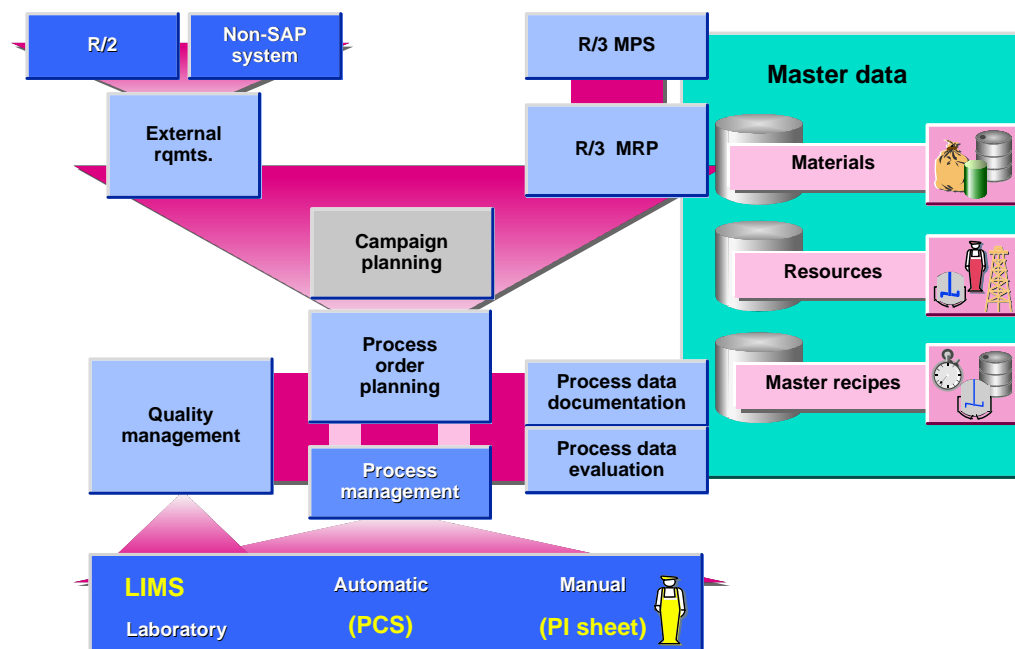 R/2
Non-SAP
system
R/3 MPS
Master data
External
rqmts.
R/3 MRP
Materials
Campaign
planning
Resources
Process
order
planning
Process data
documentation
Master recipes
Quality
management
Process data
evaluation
Process
management
LIMS
Automatic
Manual
Laboratory
(PCS)
(PI sheet)